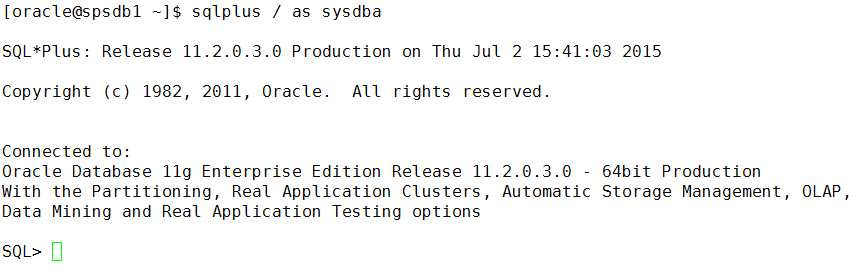 [oracle@spsdb1 ~]$ sqlplus / as sysdba
SQL*Plus: Release 11.2.0.3.0 Production on Thu Jul 2 15:41:03 2015
Copyright (c) 1982, 2011, Oracle.  All rights reserved.
Connected to:
Oracle Database 11g Enterprise Edition Release 11.2.0.3.0 - 64bit Production
With the Partitioning, Real Application Clusters, Automatic Storage Management, OLAP,
Data Mining and Real Application Testing options
SQL>